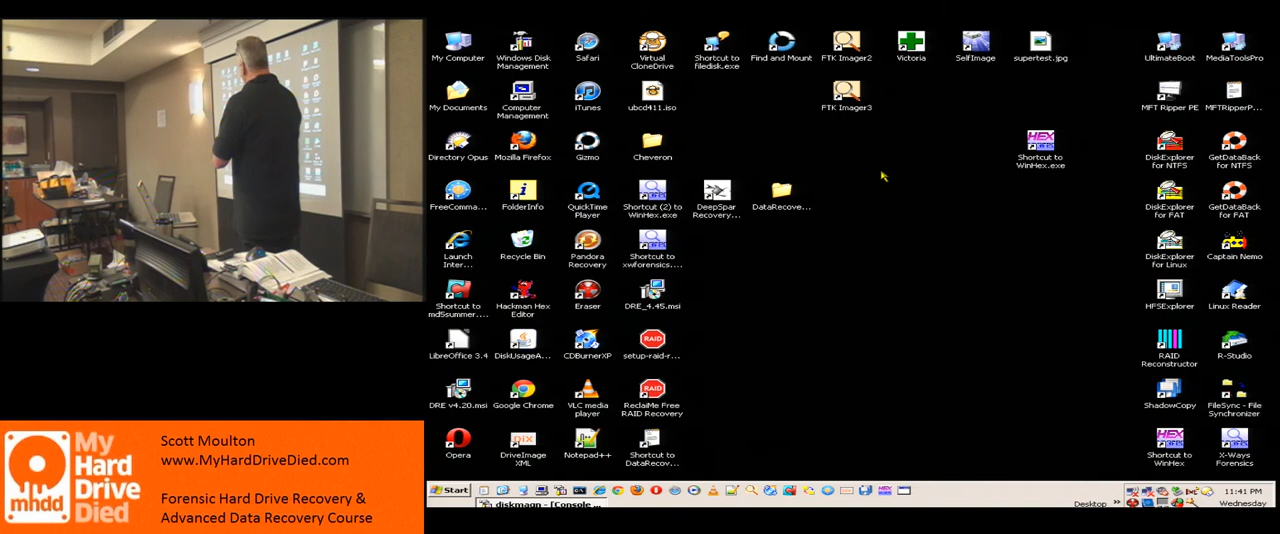 My Computer
Windows Disk
Management
Safari
Virtual
CloneDrive
Shortcut to
filedisk.exe
Find and Mount
FTK Imager2
Victoria
SelfImage
supertest.jpg
UltimateBoot
MediaToolsPro
My Documents
Computer
Management
iTunes
ubcd411.iso
FTK Imager3
MFT Ripper PE
MFTRipperP...
Directory Opus
Mozilla Firefox
Gizmo
Cheveron
HEX
Shortcut to
WinHex.exe
DiskExplorer
for NTFS
GetDataBack
for NTFS
FreeComma...
FolderInfo
QuickTime
Player
Shortcut (2) to
WinHex.exe
DeepSpar
Recovery...
DataRecove...
DiskExplorer
for FAT
GetDataBack
for FAT
Launch
Inter...
Recycle Bin
Pandora
Recovery
Shortcut to
xwforensics....
DiskExplorer
for Linux
Captain Nemo
Shortcut to
md5summer....
Hackman Hex
Editor
Eraser
DRE_4.45.msi
HFSExplorer
Linux Reader
LibreOffice 3.4
DiskUsageA...
CDBurnerXP
RAID
setup-raid-r...
RAID
Reconstructor
R-Studio
DRE v4.20.msi
Google Chrome
VLC media
player
RAID
ReclaiMe Free
RAID Recovery
ShadowCopy
FileSync - File
Synchronizer
Opera
DiX
DriveImage
XML
Notepad++
Shortcut to
DataRecov...
HEX
Shortcut to
WinHex
X-Ways
Forensics
Start
diskmagn - [Console ...
Desktop »
11:41 PM
Wednesday
My
Hard
Drive
Died
mhdd
Scott Moulton
www.MyHardDriveDied.com
Forensic Hard Drive Recovery &
Advanced Data Recovery Course